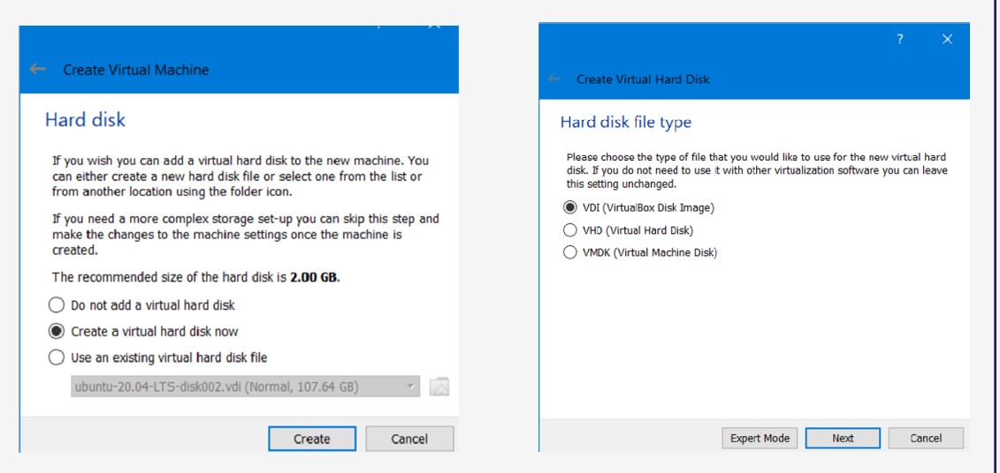 Create Virtual Machine
Hard disk
If you wish you can add a virtual hard disk to the new machine. You
can either create a new hard disk file or select one from the list or
from another location using the folder icon.
If you need a more complex storage set-up you can skip this step and
make the changes to the machine settings once the machine is
created.
The recommended size of the hard disk is 2.00 GB.
Do not add a virtual hard disk
Create a virtual hard disk now
Use an existing virtual hard disk file
ubuntu-20.04-LTS-disk002.vdi (Normal, 107.64 GB)
Create
Cancel
?
Create Virtual Hard Disk
Hard disk file type
Please choose the type of file that you would like to use for the new virtual hard
disk. If you do not need to use it with other virtualization software you can leave
this setting unchanged.
VDI (VirtualBox Disk Image)
VHD (Virtual Hard Disk)
VMDK (Virtual Machine Disk)
Expert Mode
Next
Cancel